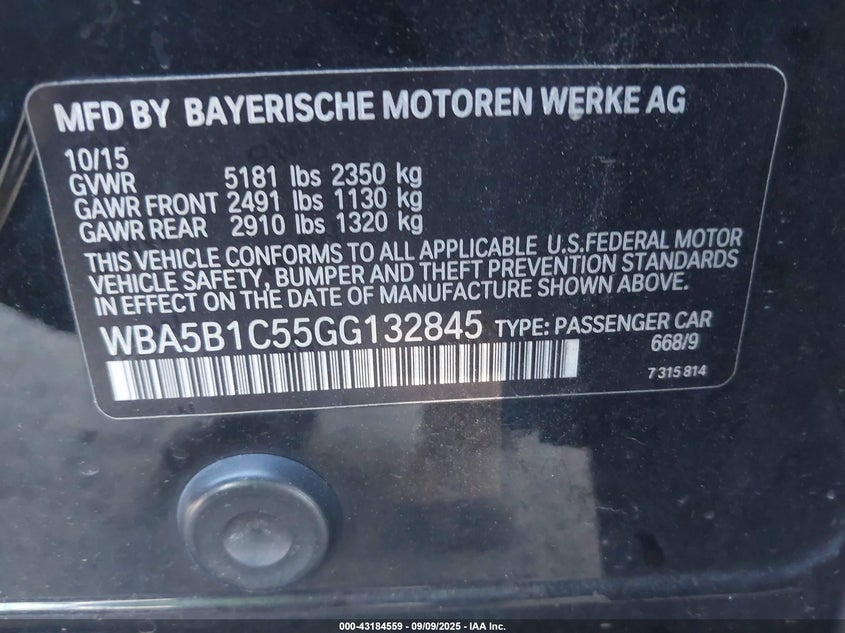 MFD BY BAYERISCHE MOTOREN WERKE AG
10/15
GVWR 5181 lbs 2350 kg
GAWR FRONT 2491 lbs 1130 kg
GAWR REAR 2910 lbs 1320 kg
THIS VEHICLE CONFORMS TO ALL APPLICABLE U.S.FEDERAL MOTOR
VEHICLE SAFETY, BUMPER AND THEFT PREVENTION STANDARDS
IN EFFECT ON THE DATE OF MANUFACTURE SHOWN ABOVE.
WBA5B1C55GG132845 TYPE: PASSENGER CAR
668/9
7 315 814
000-43184559 - 09/09/2025 - IAA Inc.